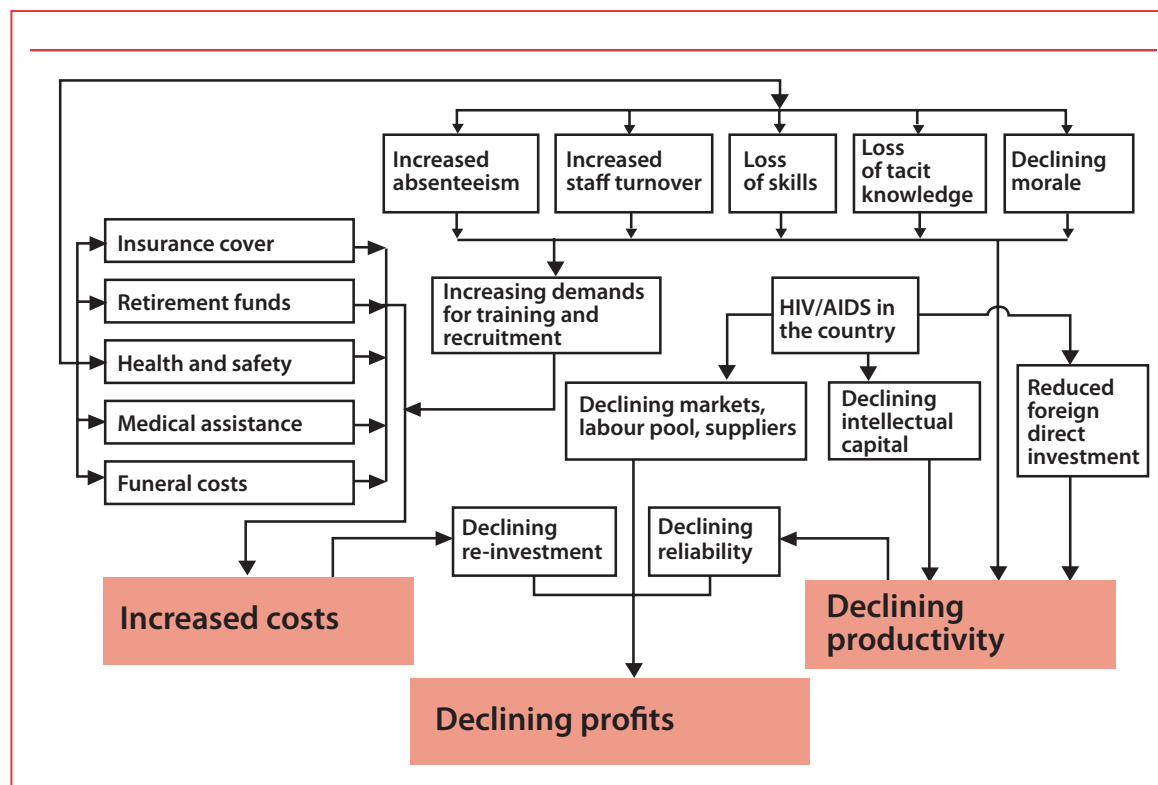 Increased
absenteeism
Increased
staff turnover
Loss
of skills
Loss
of tacit
knowledge
Declining
morale
Insurance cover
Retirement funds
Health and safety
Medical assistance
Funeral costs
Increasing demands
for training and
recruitment
HIV/AIDS in
the country
Declining markets,
labour pool, suppliers
Declining
intellectual
capital
Reduced
foreign
direct
investment
Declining
re-investment
Declining
reliability
Increased costs
Declining
productivity
Declining profits